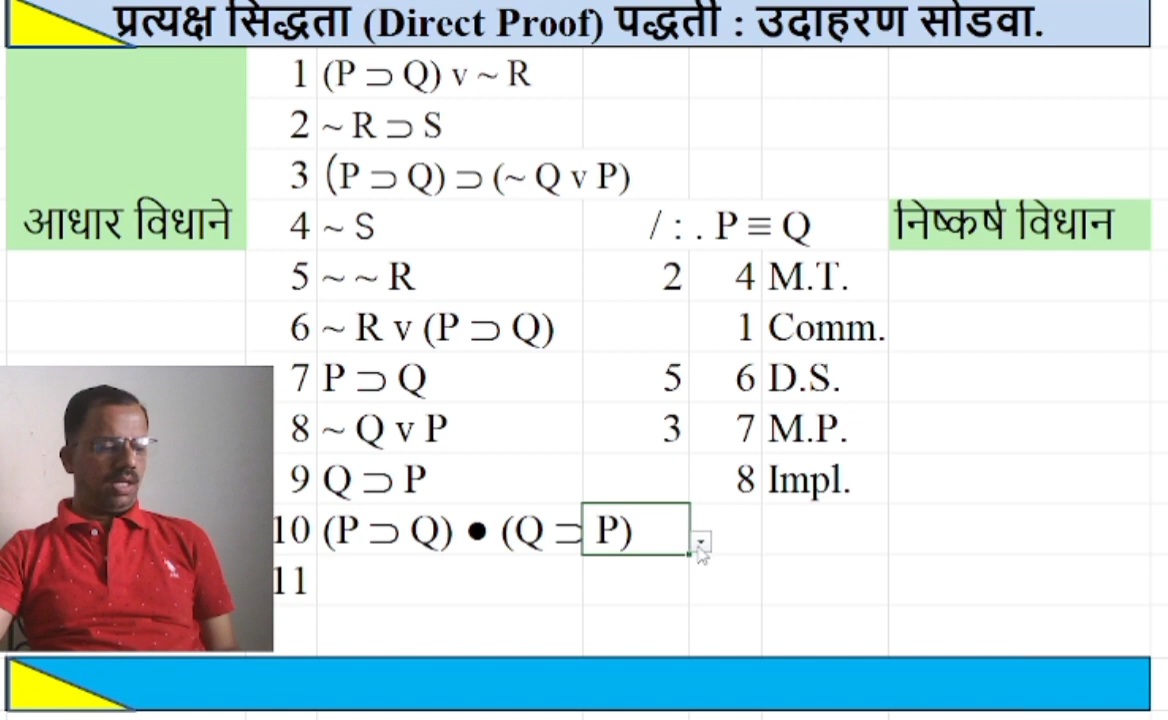 प्रत्यक्ष सिद्धता (Direct Proof) पद्धती : उदाहरण सोडवा.
1 (P ⊃ Q) v ~ R
2 ~ R ⊃ S
3 (P ⊃ Q) ⊃ (~ Q v P)
आधार विधाने 4 ~ S / : . P ≡ Q निष्कर्ष विधान
5 ~ ~ R 2 4 M.T.
6 ~ R v (P ⊃ Q) 1 Comm.
7 P ⊃ Q 5 6 D.S.
8 ~ Q v P 3 7 M.P.
9 Q ⊃ P 8 Impl.
10 (P ⊃ Q) ● (Q ⊃ P)
11